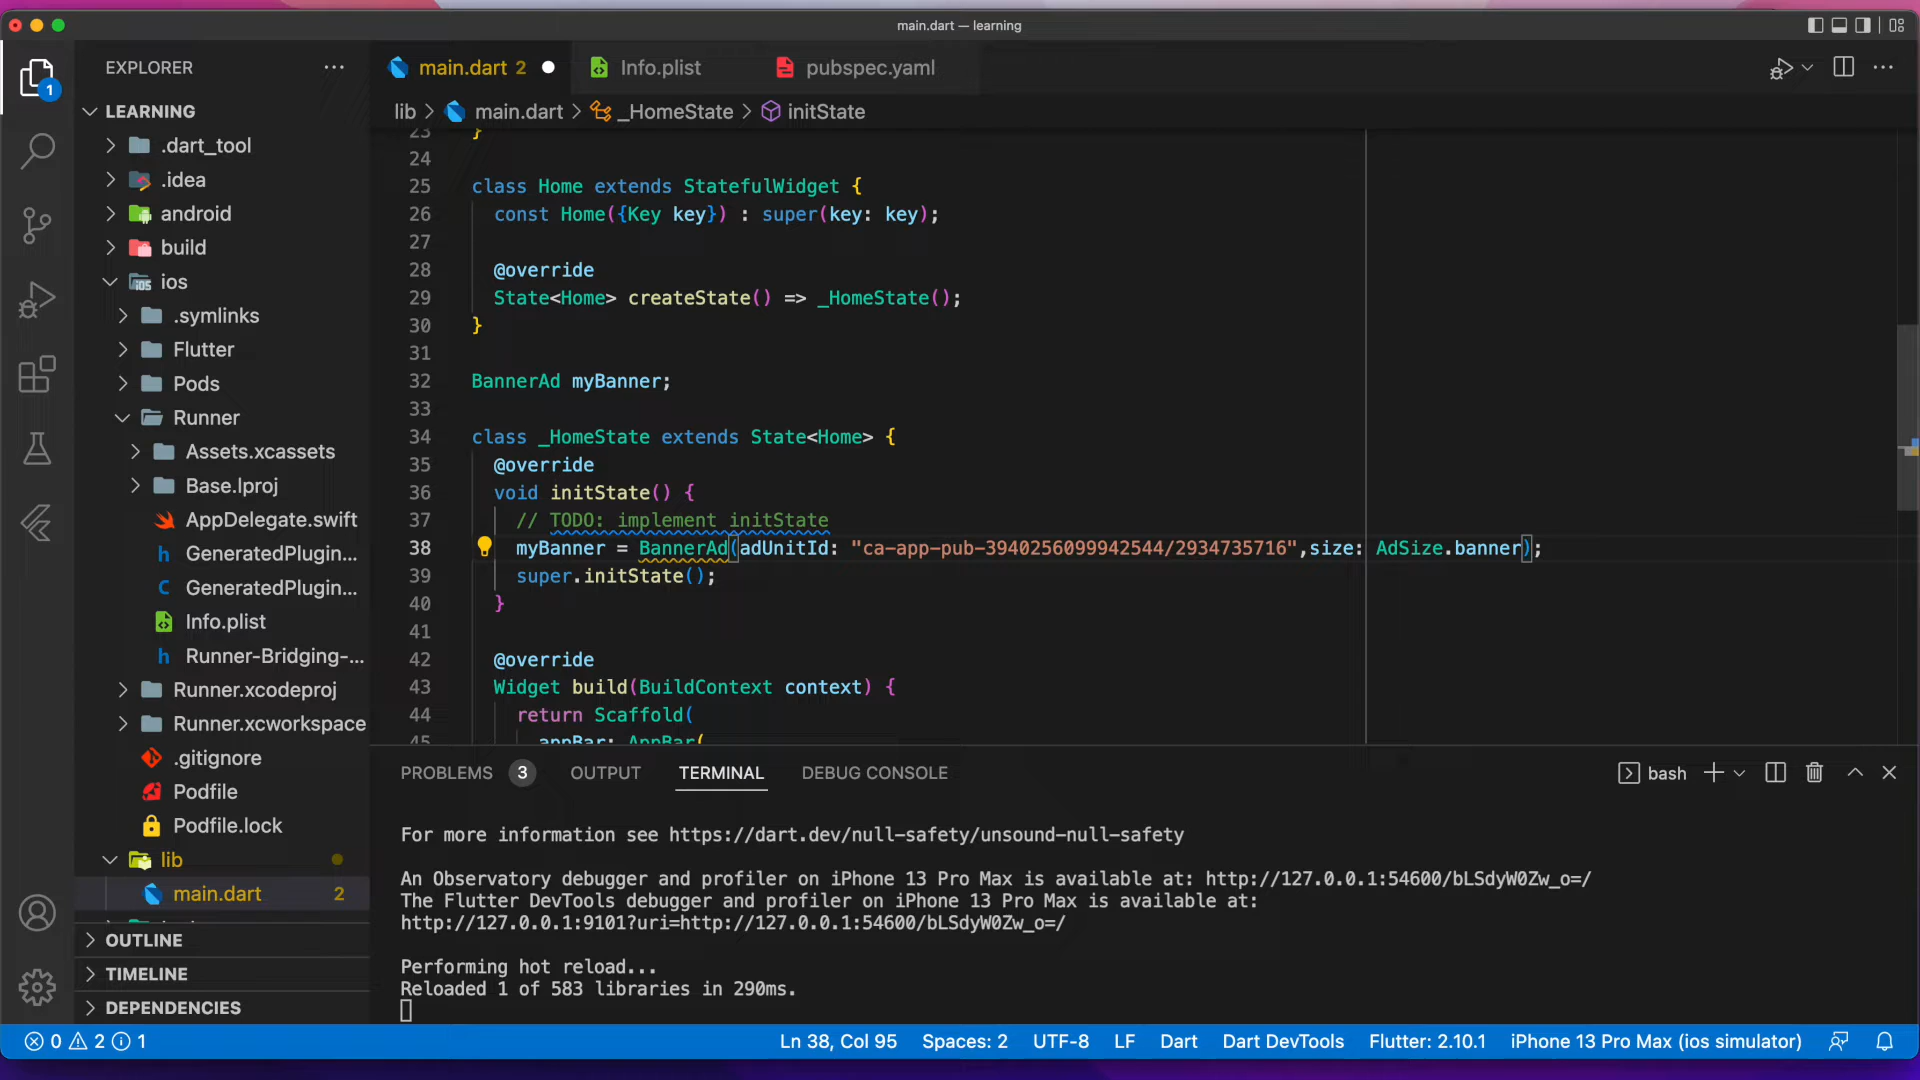 main.dart — learning
EXPLORER
LEARNING
.dart_tool
.idea
android
build
ios
.symlinks
Flutter
Pods
Runner
Assets.xcassets
Base.lproj
AppDelegate.swift
h GeneratedPlugin...
C GeneratedPlugin...
Info.plist
h Runner-Bridging-...
Runner.xcodeproj
Runner.xcworkspace
.gitignore
Podfile
Podfile.lock
lib
main.dart 2
OUTLINE
TIMELINE
DEPENDENCIES
1
main.dart 2
Info.plist
pubspec.yaml
lib > main.dart > _HomeState > initState
23 }
24
25 class Home extends StatefulWidget {
26 const Home({Key key}) : super(key: key);
27
28 @override
29 State<Home> createState() => _HomeState();
30 }
31
32 BannerAd myBanner;
33
34 class _HomeState extends State<Home> {
35 @override
36 void initState() {
37 // TODO: implement initState
38 myBanner = BannerAd(adUnitId: "ca-app-pub-3940256099942544/2934735716",size: AdSize.banner);
39 super.initState();
40 }
41
42 @override
43 Widget build(BuildContext context) {
44 return Scaffold(
45 appBar: AppBar(
PROBLEMS 3 OUTPUT TERMINAL DEBUG CONSOLE
bash
For more information see https://dart.dev/null-safety/unsound-null-safety
An Observatory debugger and profiler on iPhone 13 Pro Max is available at: http://127.0.0.1:54600/bLSdyW0Zw_o=/
The Flutter DevTools debugger and profiler on iPhone 13 Pro Max is available at:
http://127.0.0.1:9101?uri=http://127.0.0.1:54600/bLSdyW0Zw_o=/
Performing hot reload...
Reloaded 1 of 583 libraries in 290ms.
0 2 1
Ln 38, Col 95 Spaces: 2 UTF-8 LF Dart Dart DevTools Flutter: 2.10.1 iPhone 13 Pro Max (ios simulator)